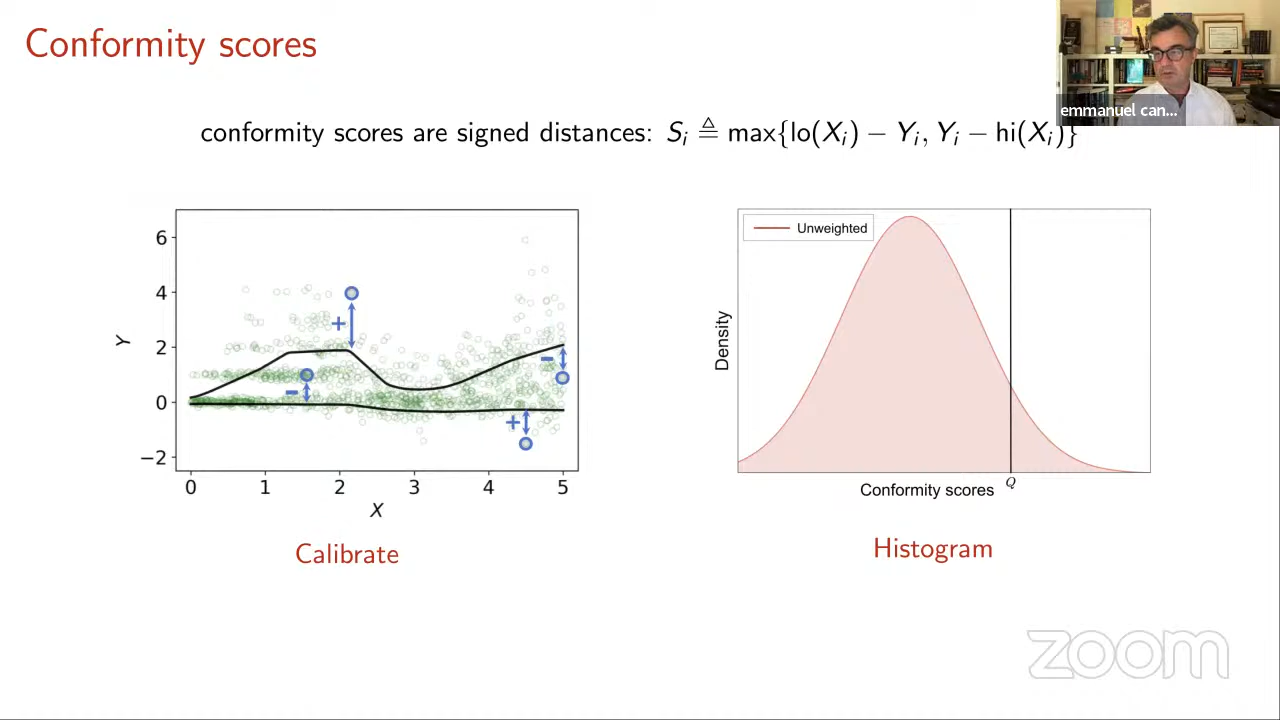 Conformity scores
emmanuel can...
conformity scores are signed distances: Sᵢ ≜ max{lo(Xᵢ) − Yᵢ, Yᵢ − hi(Xᵢ)}
6
4
2
0
−2
Y
0 1 2 3 4 5
X
+
−
−
+
Calibrate
Unweighted
Density
Conformity scores Q
Histogram
zoom